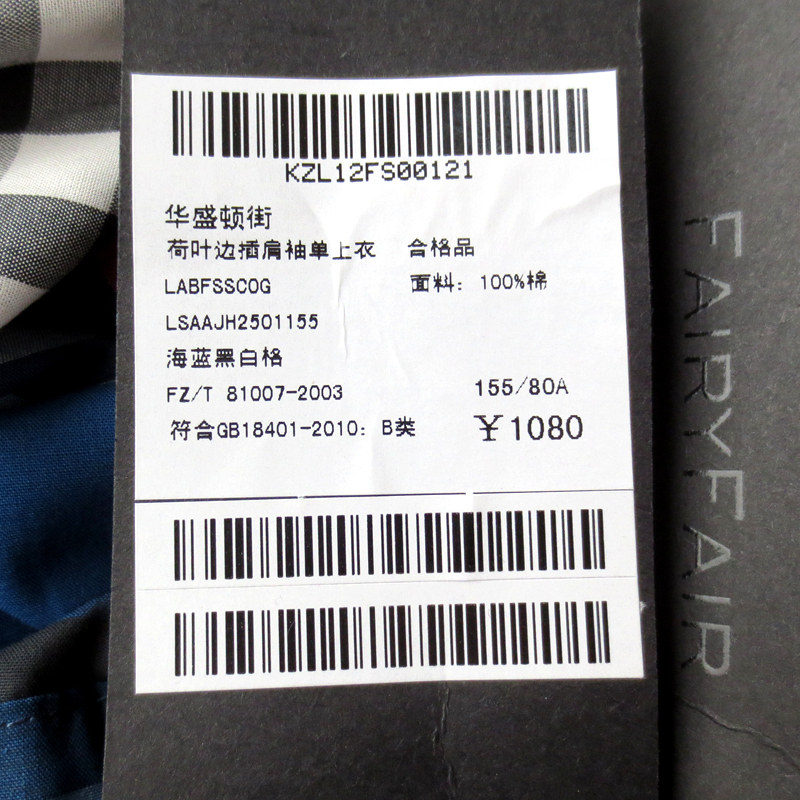 KZL12FS00121
华盛顿街
荷叶边插肩袖单上衣 合格品
LABFSSCOG 面料：100%棉
LSAAJH2501155
海蓝黑白格
FZ/T 81007-2003 155/80A
符合GB18401-2010：B类 ￥1080
FAIRYFAIR